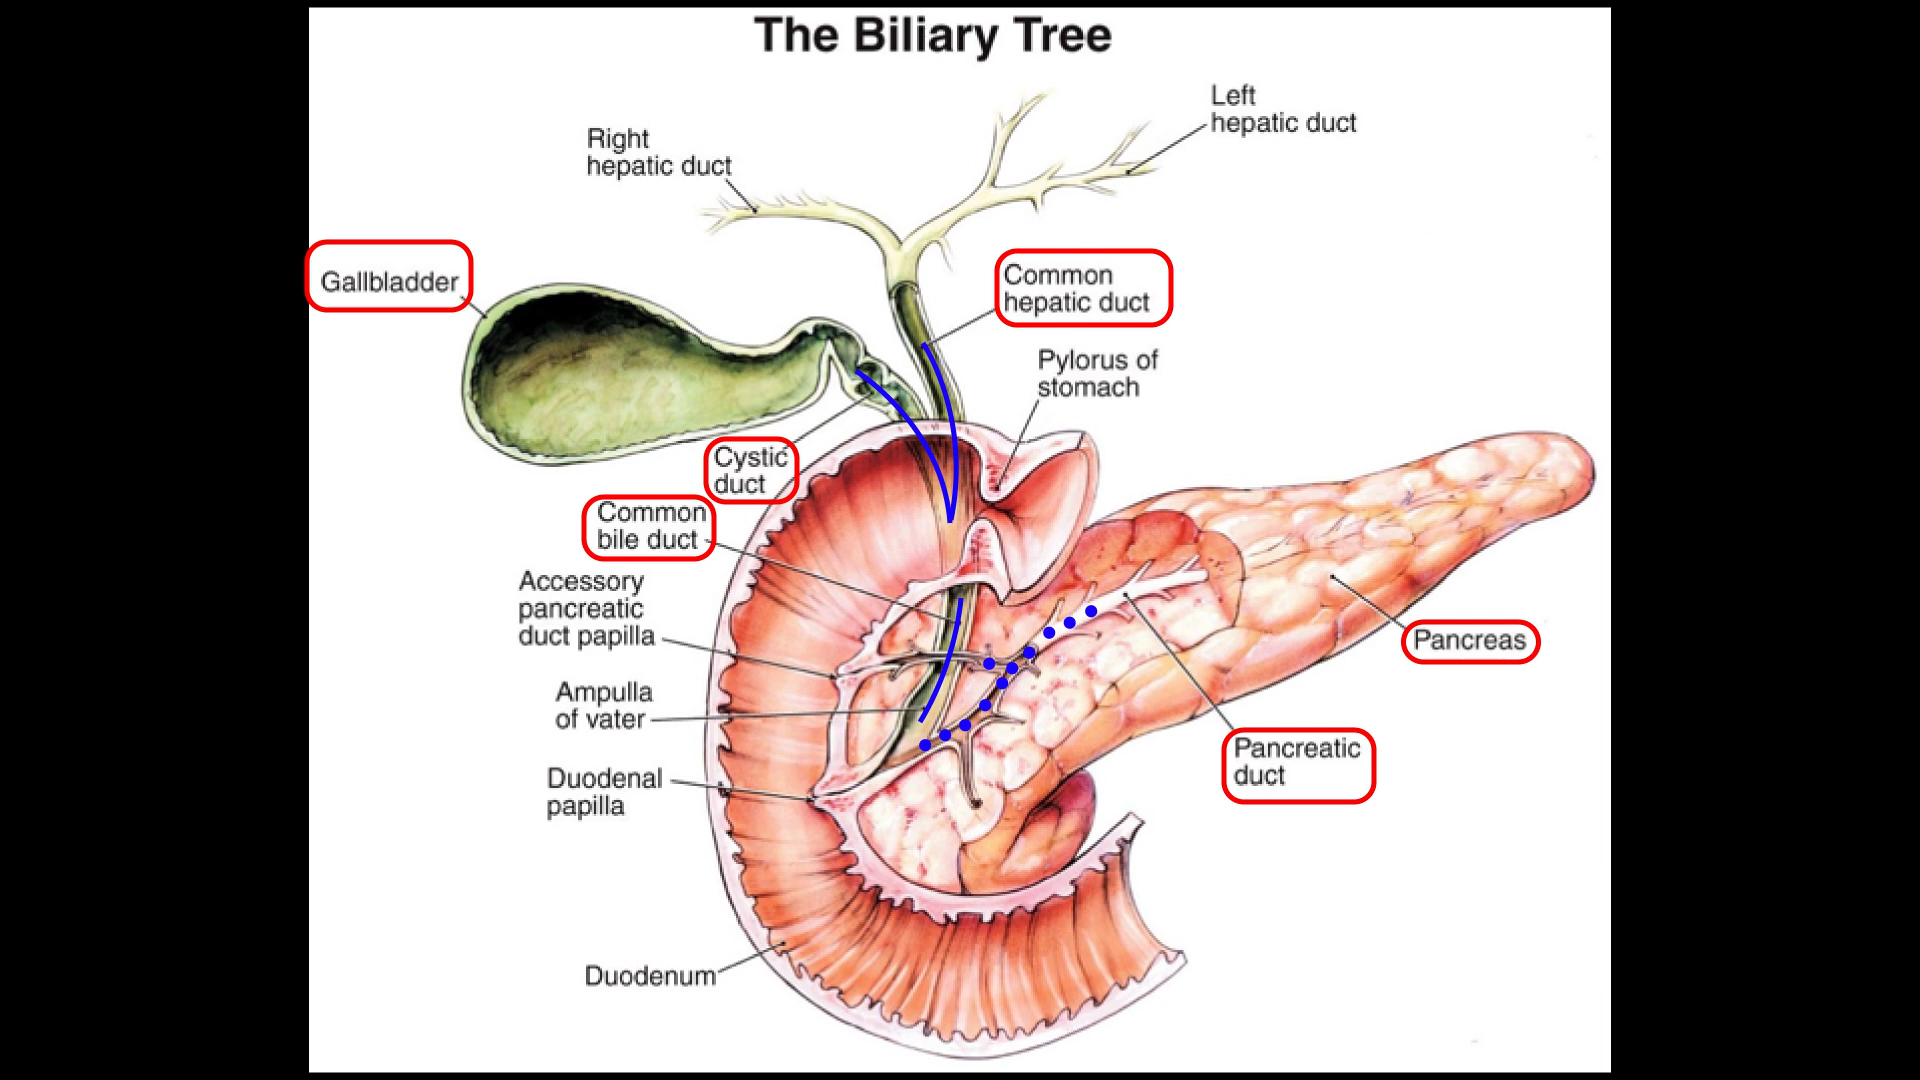 The Biliary Tree
Left
hepatic duct
Right
hepatic duct
Gallbladder
Common
hepatic duct
Pylorus of
stomach
Cystic
duct
Common
bile duct
Accessory
pancreatic
duct papilla
Pancreas
Ampulla
of vater
Pancreatic
duct
Duodenal
papilla
Duodenum